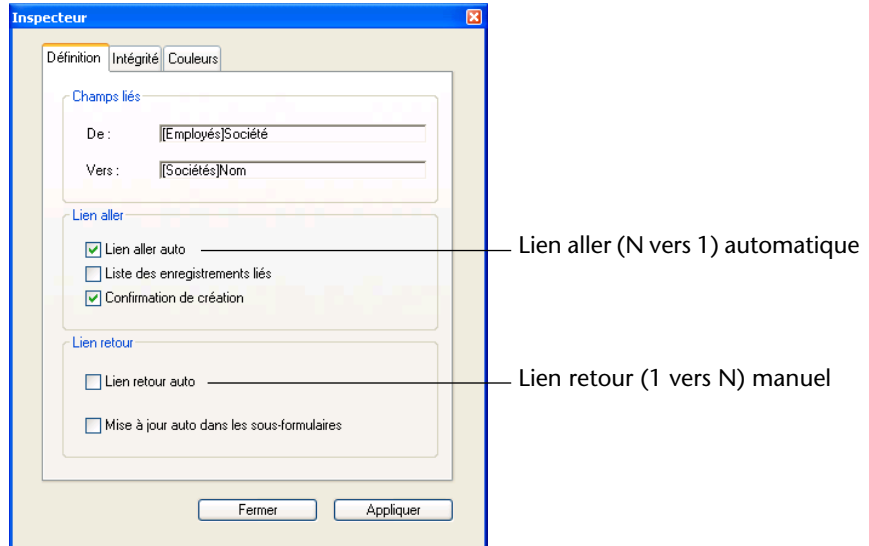 Inspecteur
Définition
Intégrité
Couleurs
Champs liés
De : [Employés]Société
Vers : [Sociétés]Nom
Lien aller
Lien aller auto
Lien aller (N vers 1) automatique
Liste des enregistrements liés
Confirmation de création
Lien retour
Lien retour auto
Lien retour (1 vers N) manuel
Mise à jour auto dans les sous-formulaires
Fermer
Appliquer